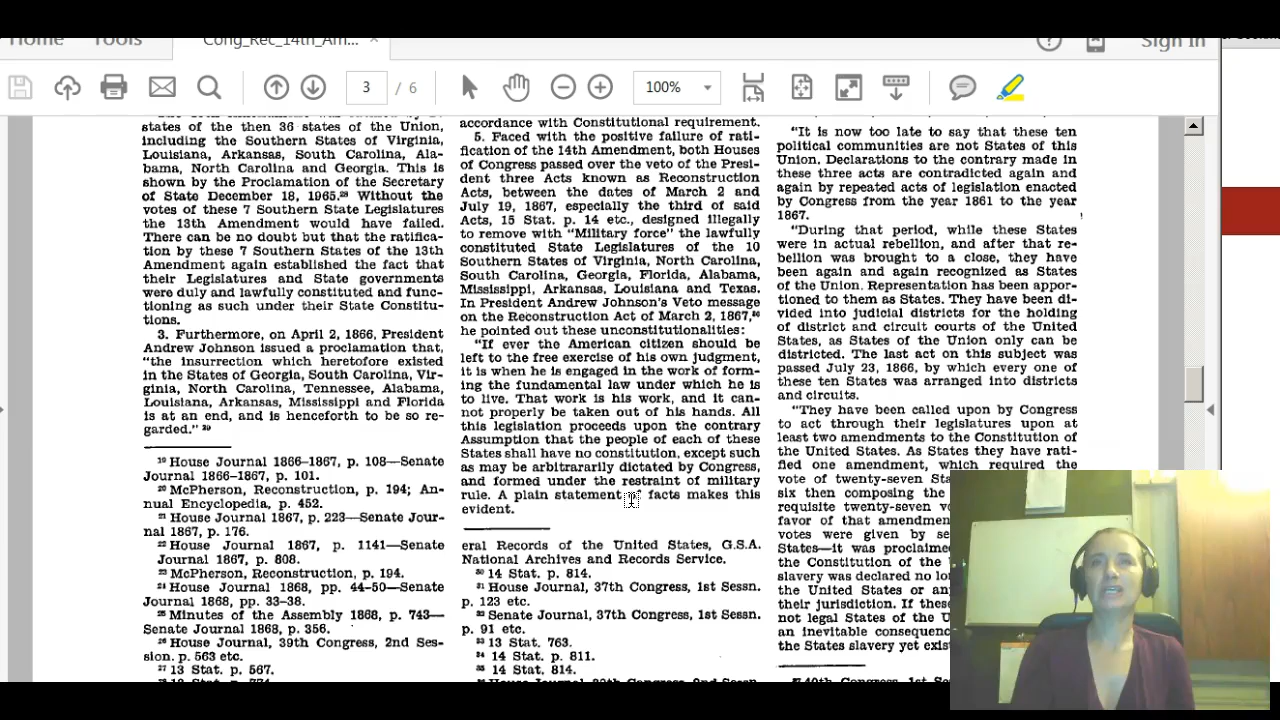 Home Tools Cong_Rec_14th_Am... × Sign In
3 / 6 100%
states of the then 36 states of the Union,
including the Southern States of Virginia,
Louisiana, Arkansas, South Carolina, Ala-
bama, North Carolina and Georgia. This is
shown by the Proclamation of the Secretary
of State December 18, 1965.²⁸ Without the
votes of these 7 Southern State Legislatures
the 13th Amendment would have failed.
There can be no doubt but that the ratifica-
tion by these 7 Southern States of the 13th
Amendment again established the fact that
their Legislatures and State governments
were duly and lawfully constituted and func-
tioning as such under their State Constitu-
tions.
3. Furthermore, on April 2, 1866, President
Andrew Johnson issued a proclamation that,
"the insurrection which heretofore existed
in the States of Georgia, South Carolina, Vir-
ginia, North Carolina, Tennessee, Alabama,
Louisiana, Arkansas, Mississippi and Florida
is at an end, and is henceforth to be so re-
garded." ²⁹
¹⁹ House Journal 1866–1867, p. 108—Senate
Journal 1866–1867, p. 101.
²⁰ McPherson, Reconstruction, p. 194; An-
nual Encyclopedia, p. 452.
²¹ House Journal 1867, p. 223—Senate Jour-
nal 1867, p. 176.
²² House Journal 1867, p. 1141—Senate
Journal 1867, p. 808.
²³ McPherson, Reconstruction, p. 194.
²⁴ House Journal 1868, pp. 44–50—Senate
Journal 1868, pp. 33–38.
²⁵ Minutes of the Assembly 1868, p. 743—
Senate Journal 1868, p. 356.
²⁶ House Journal, 39th Congress, 2nd Ses-
sion. p. 563 etc.
²⁷ 13 Stat. p. 567.
accordance with Constitutional requirement.
5. Faced with the positive failure of rati-
fication of the 14th Amendment, both Houses
of Congress passed over the veto of the Presi-
dent three Acts known as Reconstruction
Acts, between the dates of March 2 and
July 19, 1867, especially the third of said
Acts, 15 Stat. p. 14 etc., designed illegally
to remove with "Military force" the lawfully
constituted State Legislatures of the 10
Southern States of Virginia, North Carolina,
South Carolina, Georgia, Florida, Alabama,
Mississippi, Arkansas, Louisiana and Texas.
In President Andrew Johnson's Veto message
on the Reconstruction Act of March 2, 1867,³⁶
he pointed out these unconstitutionalities:
"If ever the American citizen should be
left to the free exercise of his own judgment,
it is when he is engaged in the work of form-
ing the fundamental law under which he is
to live. That work is his work, and it can-
not properly be taken out of his hands. All
this legislation proceeds upon the contrary
Assumption that the people of each of these
States shall have no constitution, except such
as may be arbitrararily dictated by Congress,
and formed under the restraint of military
rule. A plain statement of facts makes this
evident.
eral Records of the United States, G.S.A.
National Archives and Records Service.
³⁰ 14 Stat. p. 814.
³¹ House Journal, 37th Congress, 1st Sessn.
p. 123 etc.
³² Senate Journal, 37th Congress, 1st Sessn.
p. 91 etc.
³³ 13 Stat. 763.
³⁴ 14 Stat. p. 811.
³⁵ 14 Stat. 814.
"It is now too late to say that these ten
political communities are not States of this
Union. Declarations to the contrary made in
these three acts are contradicted again and
again by repeated acts of legislation enacted
by Congress from the year 1861 to the year
1867.
"During that period, while these States
were in actual rebellion, and after that re-
bellion was brought to a close, they have
been again and again recognized as States
of the Union. Representation has been appor-
tioned to them as States. They have been di-
vided into judicial districts for the holding
of district and circuit courts of the United
States, as States of the Union only can be
districted. The last act on this subject was
passed July 23, 1866, by which every one of
these ten States was arranged into districts
and circuits.
"They have been called upon by Congress
to act through their legislatures upon at
least two amendments to the Constitution of
the United States. As States they have rati-
fied one amendment, which required the
vote of twenty-seven
six then composing the
requisite twenty-seven
favor of that
votes were given by
States—it was
the Constitution of the
slavery was declared no
the United States or
their jurisdiction. If
not legal States of the
an inevitable
the States slavery yet